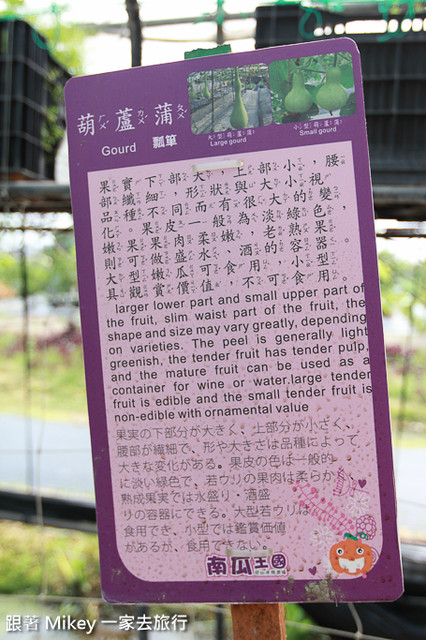 葫蘆蒲
Gourd 瓢簞
大型葫蘆蒲
Large gourd
小型葫蘆蒲
Small gourd
果實下部大，上部小，腰
部纖細，形狀與大小視
品種不同而有很大的變
化。果皮一般為淡綠色，
嫩果果肉柔嫩，老熟果
則可做盛水、酒的容器。
大型嫩瓜可食用，小型
具觀賞價值，不可食用。
larger lower part and small upper part of
the fruit, slim waist part of the fruit, the
shape and size may vary greatly, depending
on varieties. The peel is generally light
greenish, the tender fruit has tender pulp,
and the mature fruit can be used as a
container for wine or water.large tender
fruit is edible and the small tender fruit is
non-edible with ornamental value
果実の下部分が大きく、上部分が小さく、
腰部が繊細で、形や大きさは品種によって
大きな変化がある。果皮の色は一般的
に淡い緑色で、若ウリの果肉は柔らか
熟成果実では水盛り、酒盛
りの容器にできる。大型若ウリは
食用でき、小型では鑑賞価値
があるが、食用できない。
南瓜王國
跟著 Mikey 一家去旅行